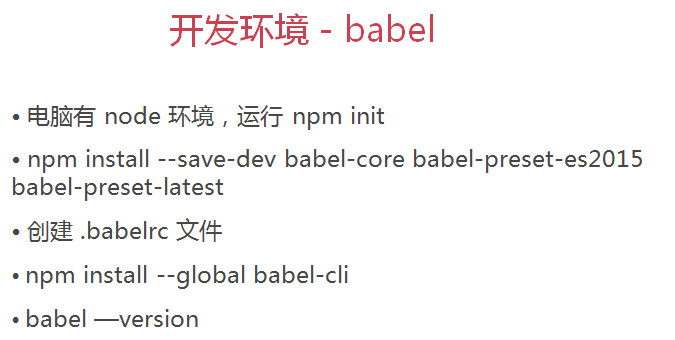 开发环境 - babel
• 电脑有 node 环境，运行 npm init
• npm install --save-dev babel-core babel-preset-es2015
babel-preset-latest
• 创建 .babelrc 文件
• npm install --global babel-cli
• babel —version